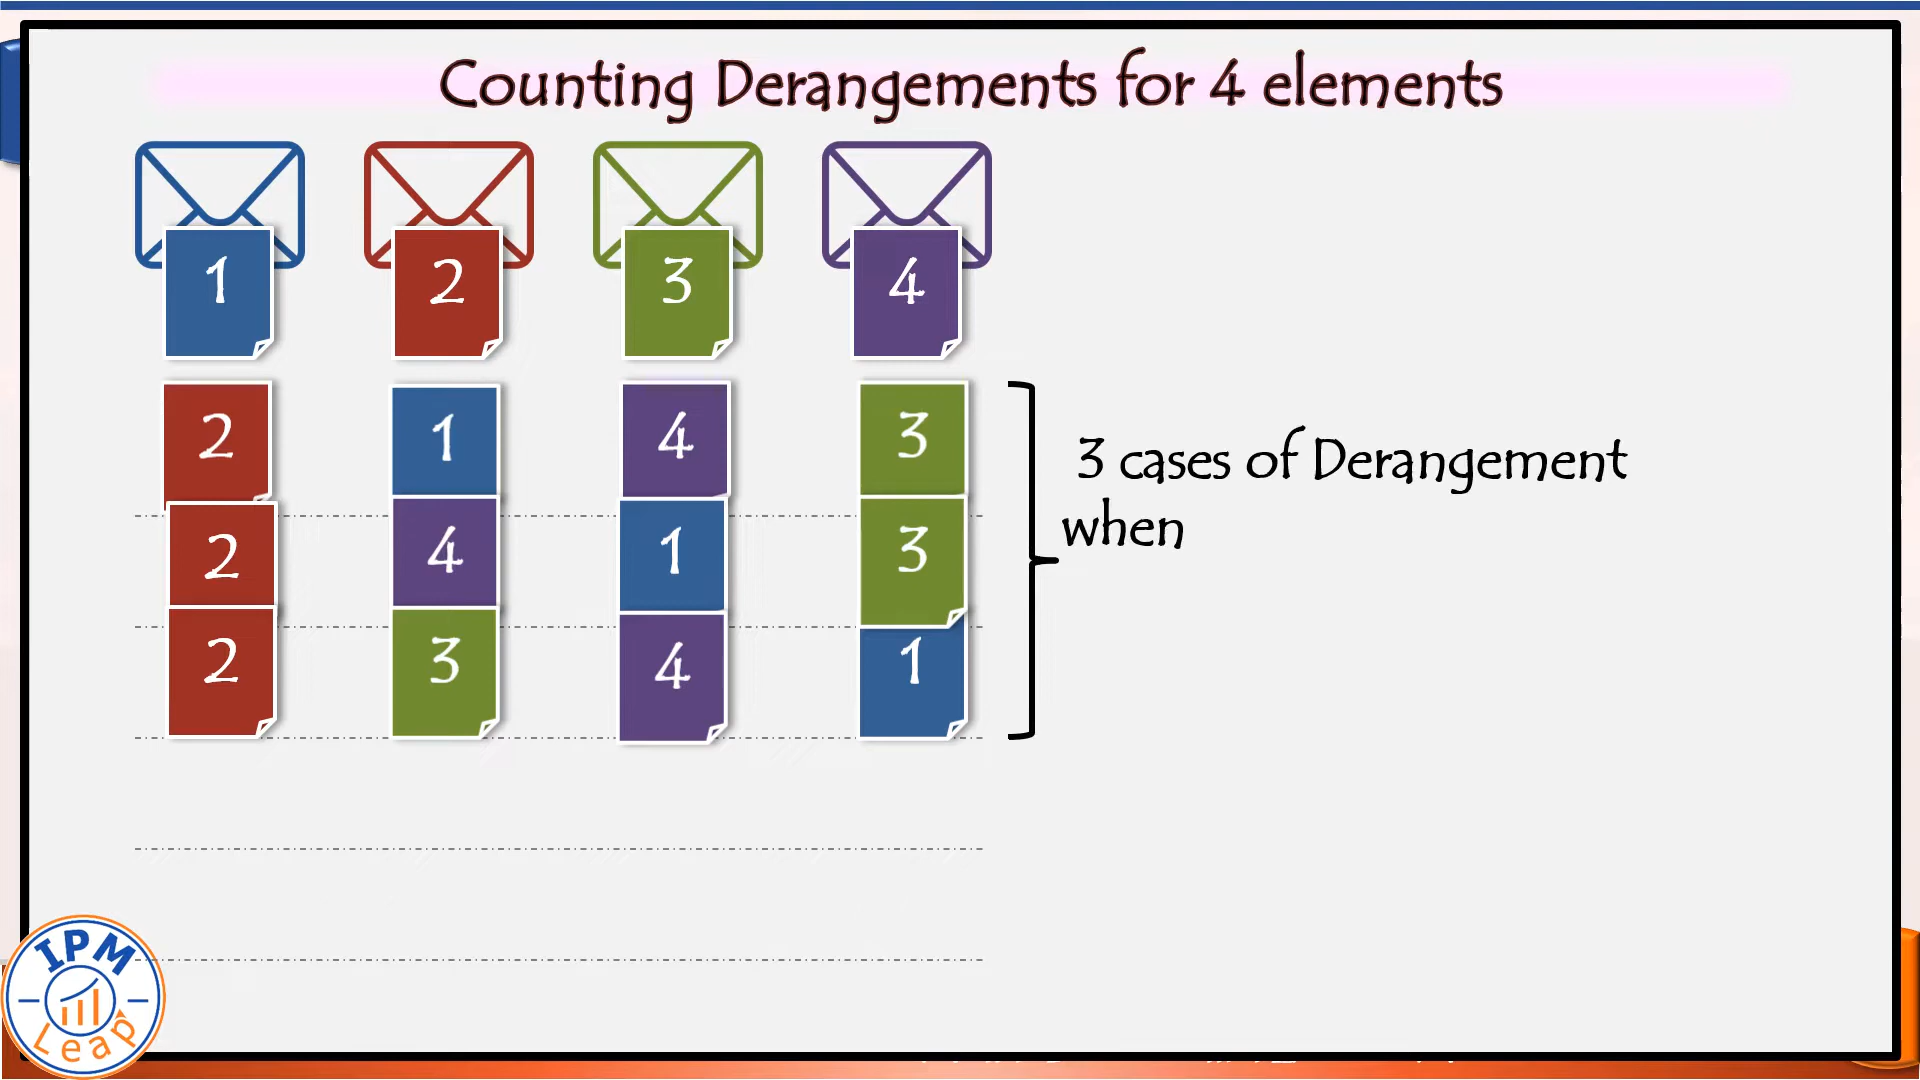 Counting Derangements for 4 elements
1 2 3 4
2 1 4 3
2 4 1 3
2 3 4 1
3 cases of Derangement
when
IPM
Leap